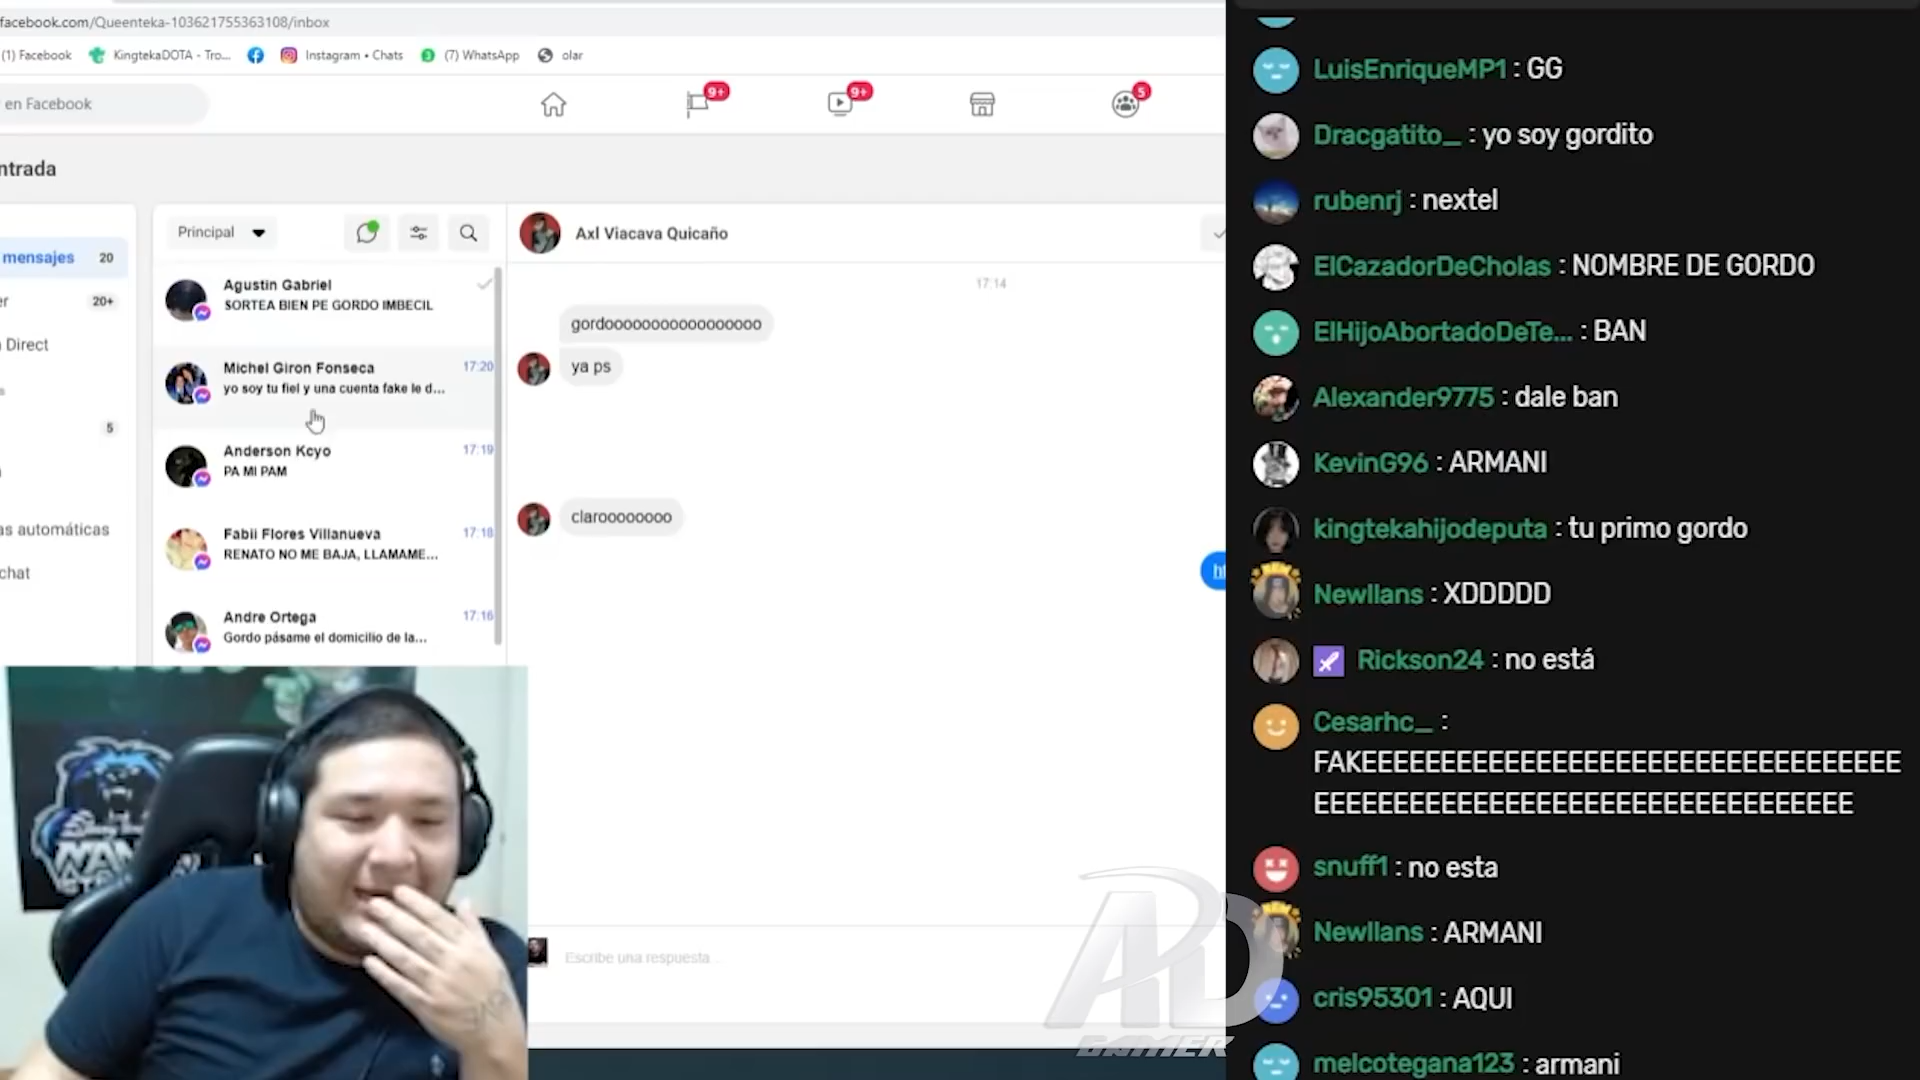 facebook.com/Queenteka-103621755363108/inbox
(1) Facebook
KingtekaDOTA - Tro...
Instagram • Chats
(7) WhatsApp
olar
en Facebook
9+
9+
5
ntrada
mensajes 20
er 20+
Direct
5
as automáticas
chat
Principal
Agustin Gabriel
SORTEA BIEN PE GORDO IMBECIL
Michel Giron Fonseca 17:20
yo soy tu fiel y una cuenta fake le d...
Anderson Kcyo 17:19
PA MI PAM
Fabii Flores Villanueva 17:18
RENATO NO ME BAJA, LLAMAME...
Andre Ortega 17:16
Gordo pásame el domicilio de la...
Axl Viacava Quicaño
17:14
gordooooooooooooooooo
ya ps
claroooooooo
ht
Escribe una respuesta...
AD
GAMER
LuisEnriqueMP1 : GG
Dracgatito_ : yo soy gordito
rubenrj : nextel
ElCazadorDeCholas : NOMBRE DE GORDO
ElHijoAbortadoDeTe... : BAN
Alexander9775 : dale ban
KevinG96 : ARMANI
kingtekahijodeputa : tu primo gordo
Newllans : XDDDDD
Rickson24 : no está
Cesarhc_ :
FAKEEEEEEEEEEEEEEEEEEEEEEEEEEEEEEEEEEE
EEEEEEEEEEEEEEEEEEEEEEEEEEEEEEEEEE
snuff1 : no esta
Newllans : ARMANI
cris95301 : AQUI
melcotegana123 : armani